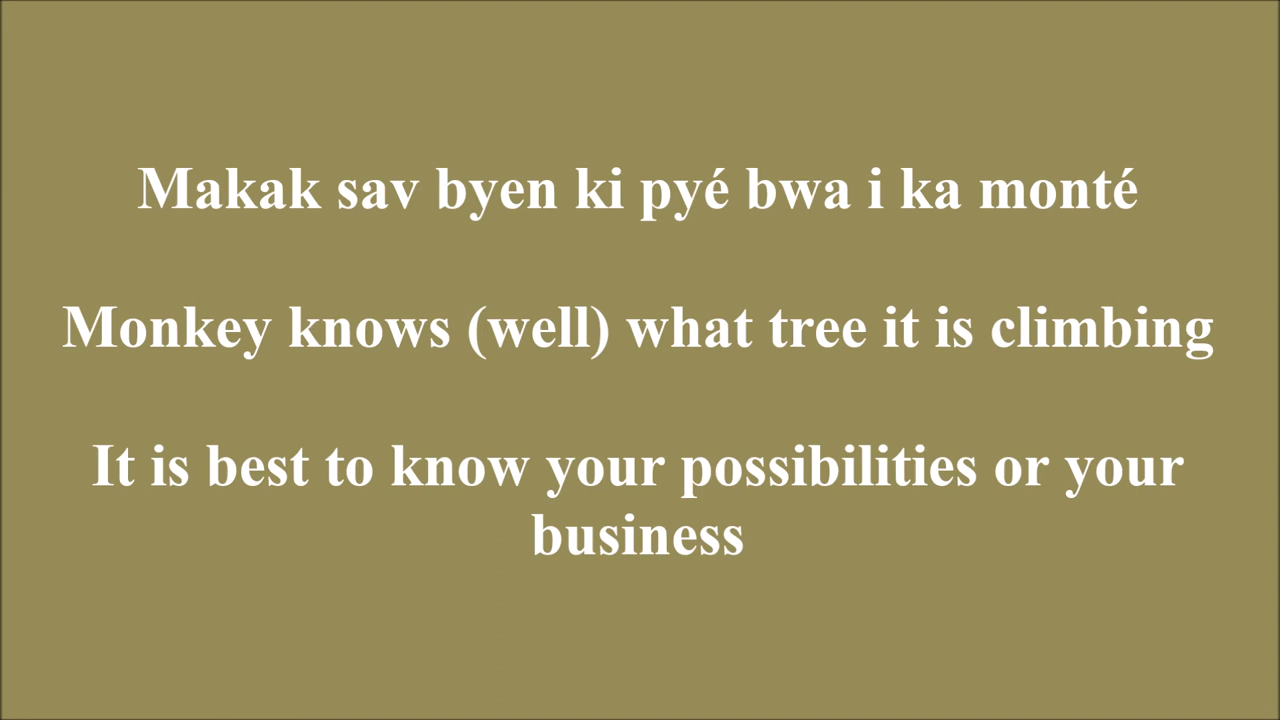 Makak sav byen ki pyé bwa i ka monté
Monkey knows (well) what tree it is climbing
It is best to know your possibilities or your
business